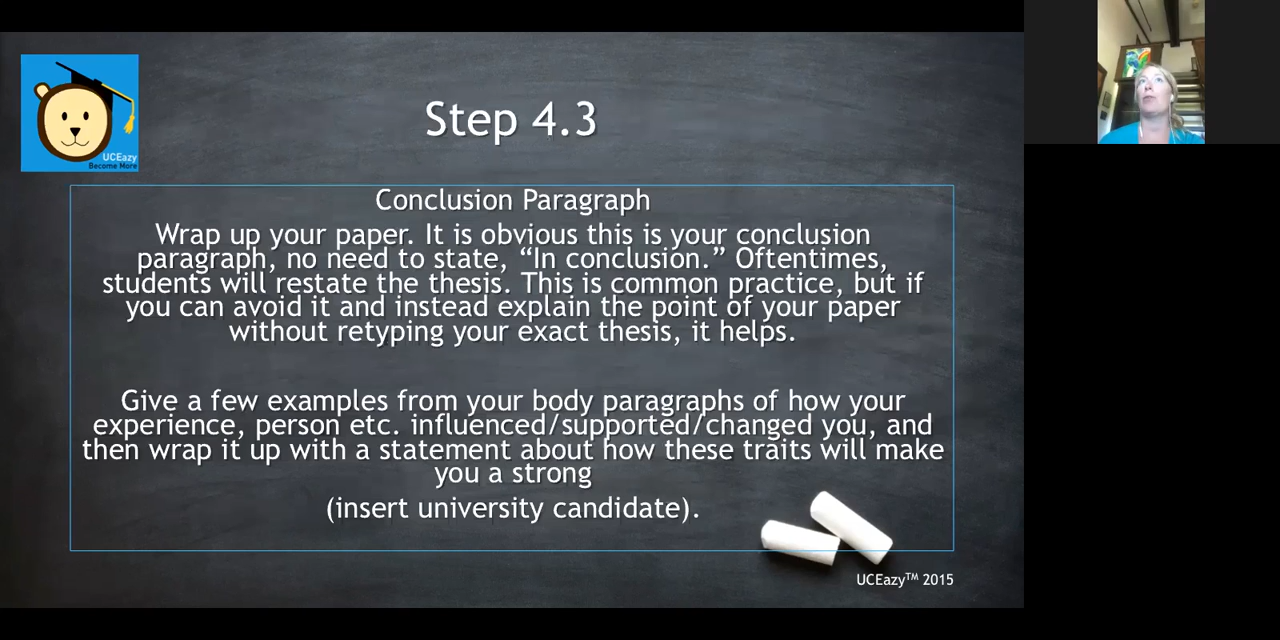 UCEazy
Become More
Step 4.3
Conclusion Paragraph
Wrap up your paper. It is obvious this is your conclusion
paragraph, no need to state, “In conclusion.” Oftentimes,
students will restate the thesis. This is common practice, but if
you can avoid it and instead explain the point of your paper
without retyping your exact thesis, it helps.
Give a few examples from your body paragraphs of how your
experience, person etc. influenced/supported/changed you, and
then wrap it up with a statement about how these traits will make
you a strong
(insert university candidate).
UCEazy™ 2015